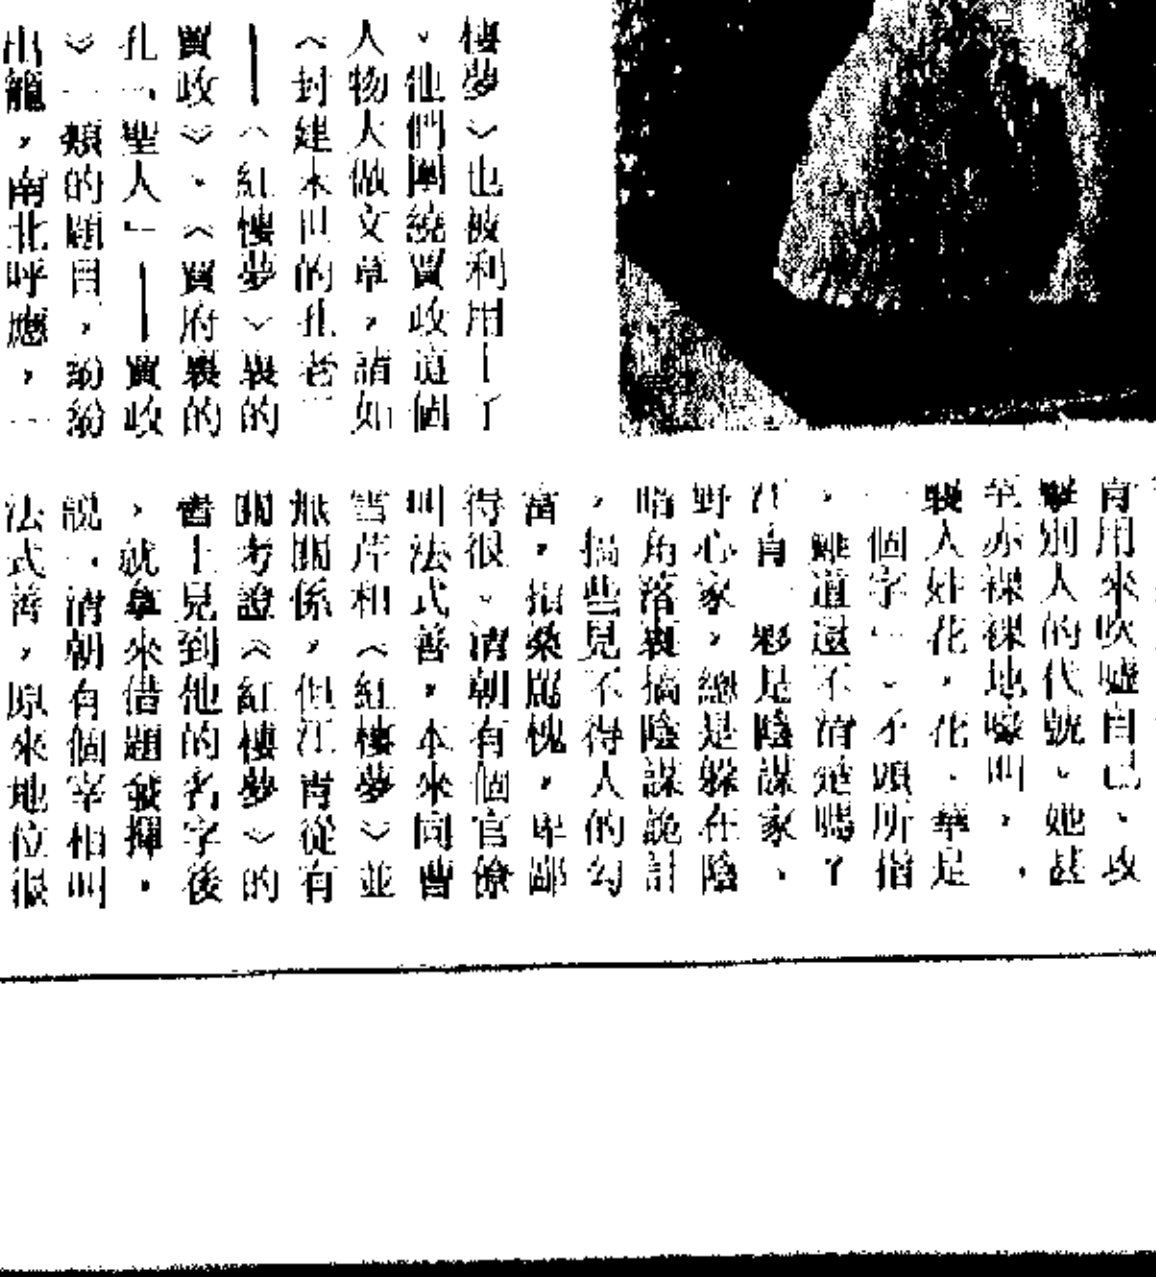 樓夢》也被利用上了
。他們圍繞賈政這個
人物大做文章，諸如
《封建末世的孔老二
——《紅樓夢》裏的
賈政》、《賈府裏的
孔「聖人」——賈政
》一類的題目，紛紛
出籠，南北呼應，一
青用來吹噓自己、攻
擊別人的代號。她甚
至赤裸裸地嚎叫，
裏人姓花，花、華是
一個字」。矛頭所指
，難道還不清楚嗎？
江青一夥是陰謀家、
野心家，總是躲在陰
暗角落裏搞陰謀詭計
，搞些見不得人的勾
當，指桑罵槐，卑鄙
得很。清朝有個官僚
叫法式善，本來同曹
雪芹和《紅樓夢》並
無關係，但江青從有
關考證《紅樓夢》的
書上見到他的名字後
，就拿來借題發揮，
說，清朝有個宰相叫
法式善，原來地位很